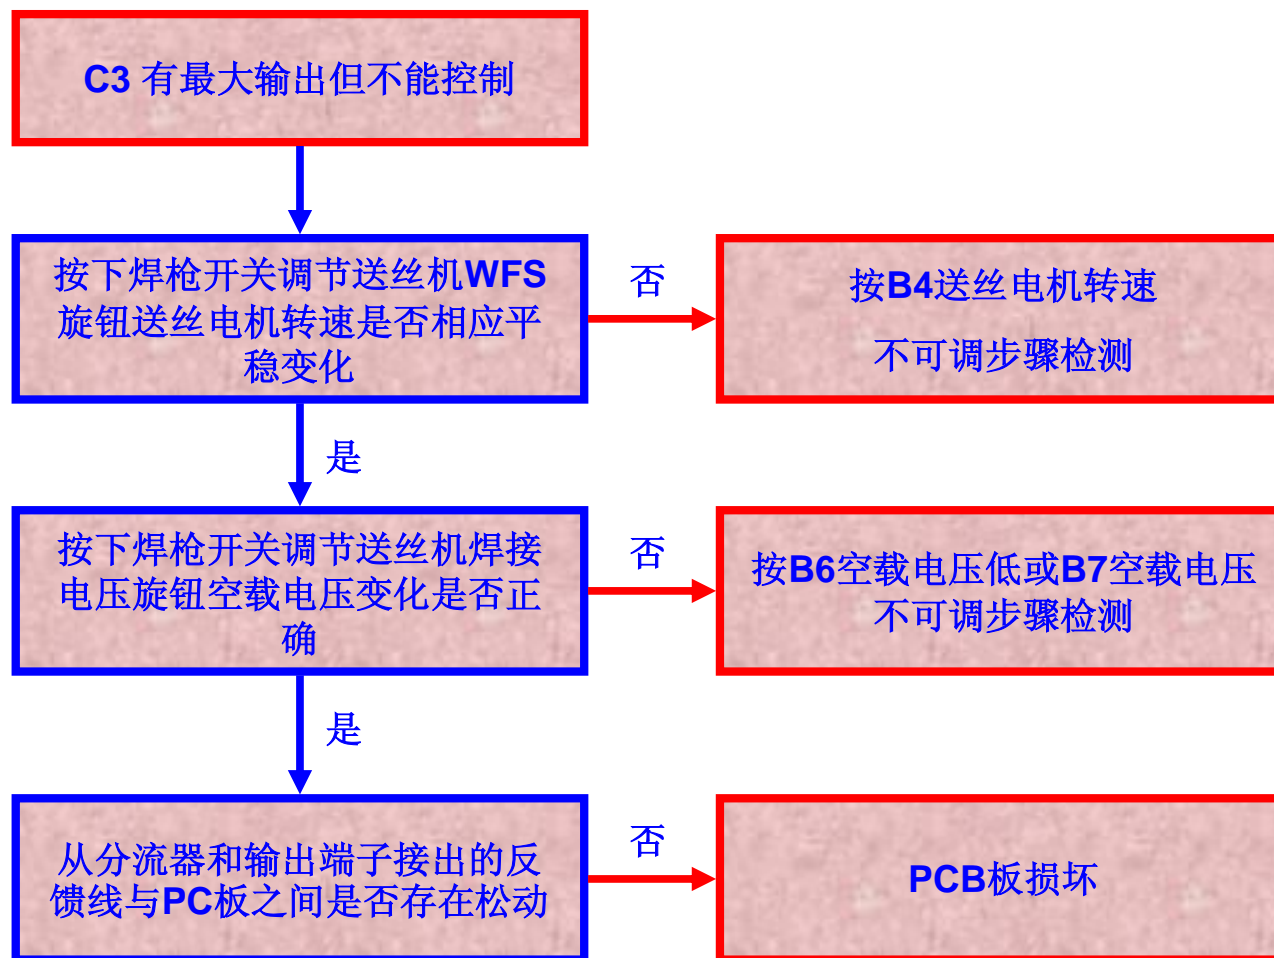 C3 有最大输出但不能控制
按下焊枪开关调节送丝机WFS
旋钮送丝电机转速是否相应平
稳变化
否
按B4送丝电机转速
不可调步骤检测
是
按下焊枪开关调节送丝机焊接
电压旋钮空载电压变化是否正
确
否
按B6空载电压低或B7空载电压
不可调步骤检测
是
从分流器和输出端子接出的反
馈线与PC板之间是否存在松动
否
PCB板损坏